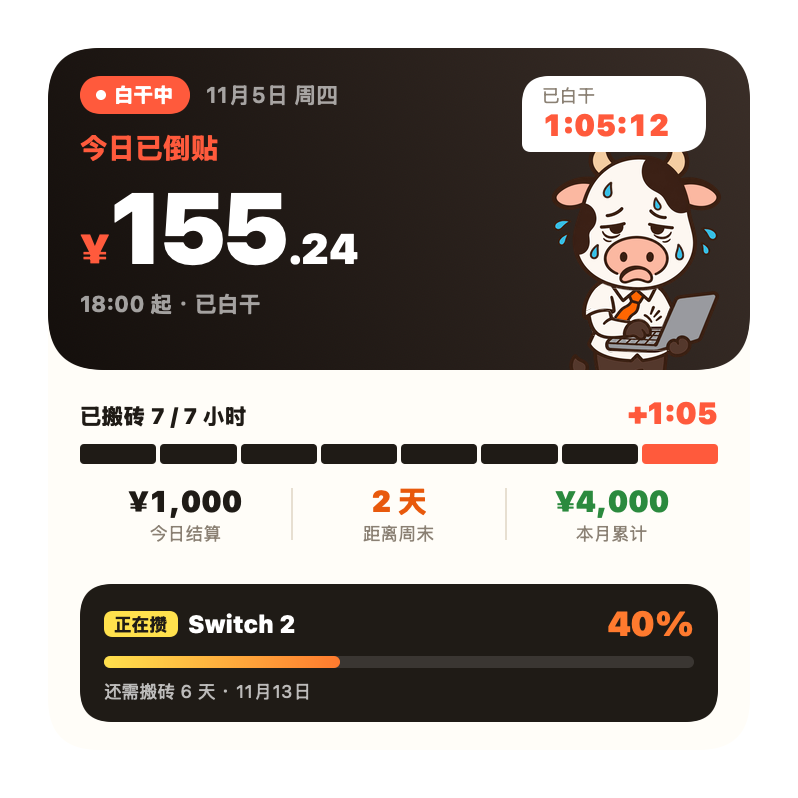 白干中 11月5日 周四
已白干
1:05:12
今日已倒贴
¥155.24
18:00 起 · 已白干
已搬砖 7 / 7 小时 +1:05
¥1,000 2 天 ¥4,000
今日结算 距离周末 本月累计
正在攒 Switch 2 40%
还需搬砖 6 天 · 11月13日